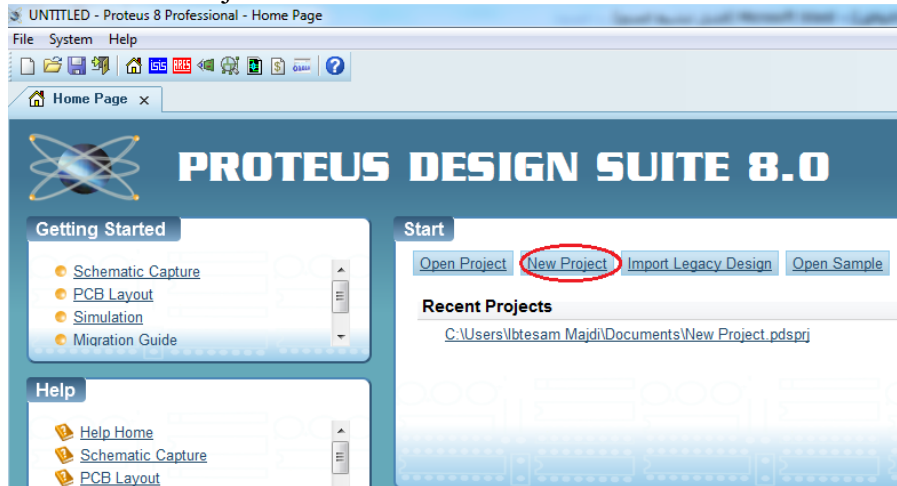 UNTITLED - Proteus 8 Professional - Home Page
File System Help
ISIS ARES
Home Page x
PROTEUS DESIGN SUITE 8.0
Getting Started
Schematic Capture
PCB Layout
Simulation
Migration Guide
Start
Open Project New Project Import Legacy Design Open Sample
Recent Projects
C:\Users\Ibtesam Majdi\Documents\New Project.pdsprj
Help
Help Home
Schematic Capture
PCB Layout